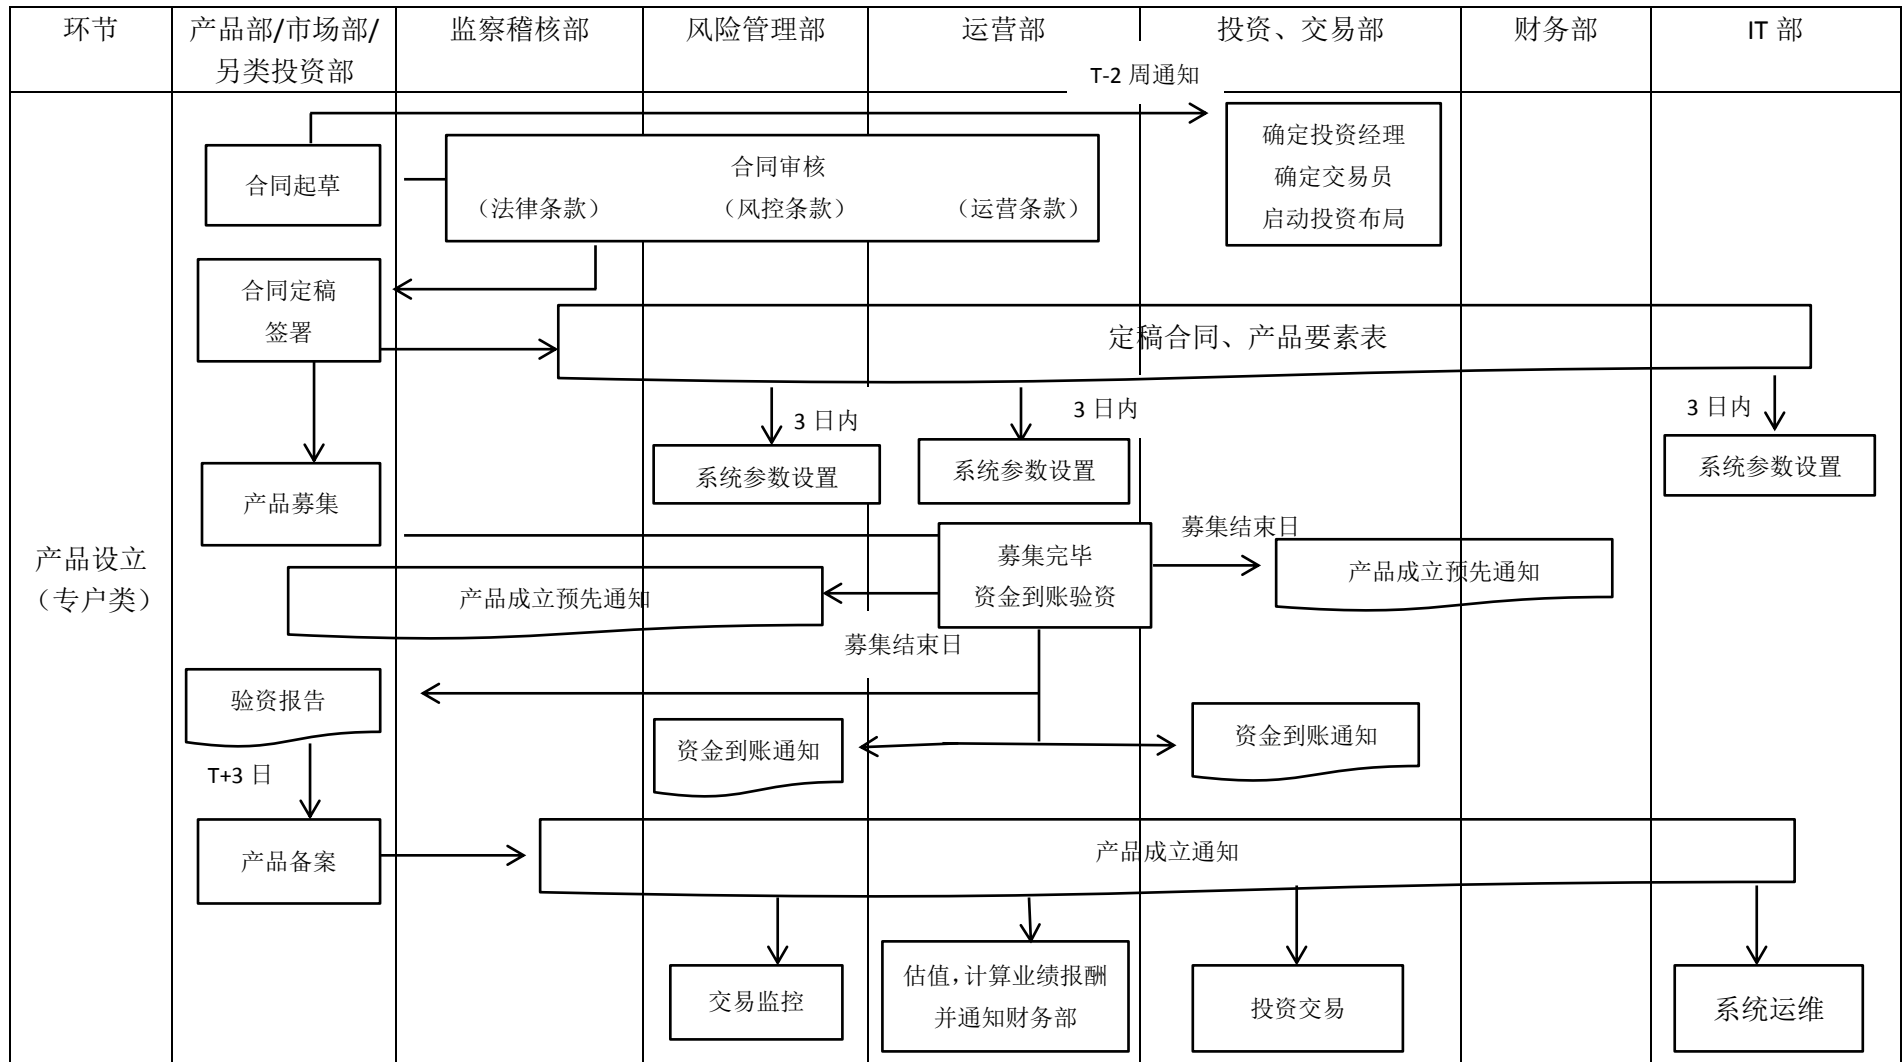 环节
产品部/市场部/
另类投资部
监察稽核部
风险管理部
运营部
投资、交易部
财务部
IT 部
T-2 周通知
合同起草
合同审核
（法律条款）
（风控条款）
（运营条款）
确定投资经理
确定交易员
启动投资布局
合同定稿
签署
定稿合同、产品要素表
3 日内
3 日内
3 日内
系统参数设置
系统参数设置
系统参数设置
产品募集
产品设立
（专户类）
募集完毕
资金到账验资
募集结束日
产品成立预先通知
产品成立预先通知
募集结束日
验资报告
资金到账通知
资金到账通知
T+3 日
产品备案
产品成立通知
交易监控
估值，计算业绩报酬
并通知财务部
投资交易
系统运维